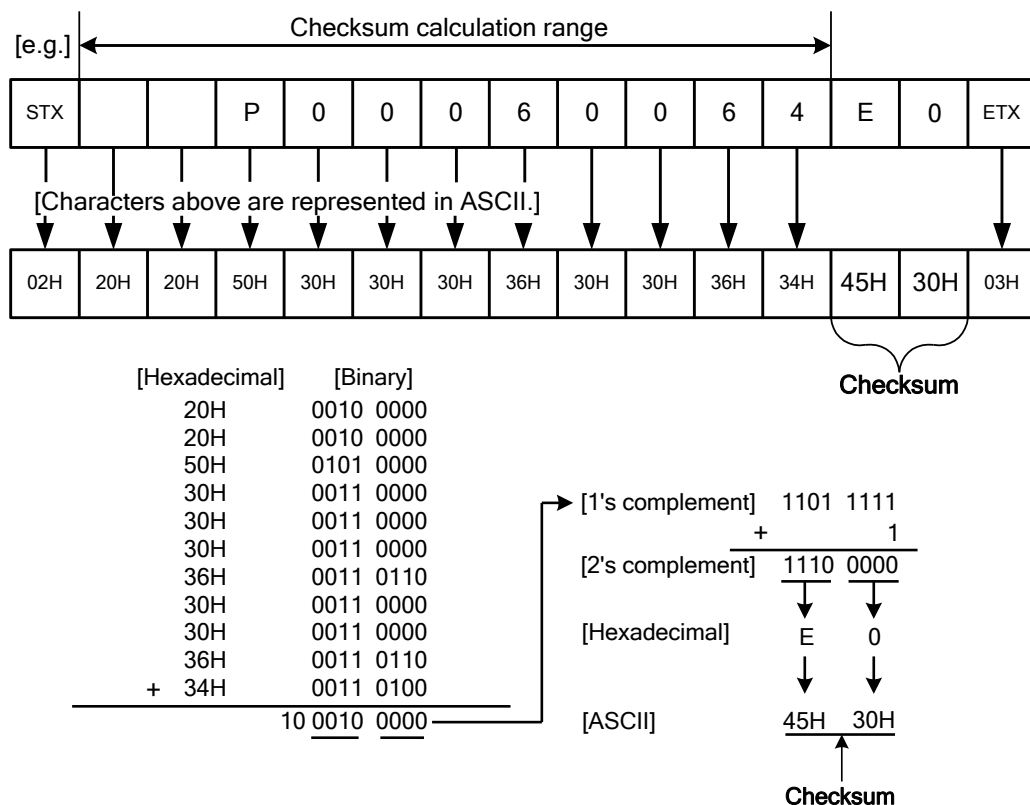 Checksum calculation range
[e.g.]
STX P 0 0 0 6 0 0 6 4 E 0 ETX
[Characters above are represented in ASCII.]
02H 20H 20H 50H 30H 30H 30H 36H 30H 30H 36H 34H 45H 30H 03H
Checksum
[Hexadecimal] [Binary]
20H 0010 0000
20H 0010 0000
50H 0101 0000
30H 0011 0000
30H 0011 0000
30H 0011 0000
36H 0011 0110
30H 0011 0000
30H 0011 0000
36H 0011 0110
+ 34H 0011 0100
10 0010 0000
[1's complement] 1101 1111
+ 1
[2's complement] 1110 0000
[Hexadecimal] E 0
[ASCII] 45H 30H
Checksum